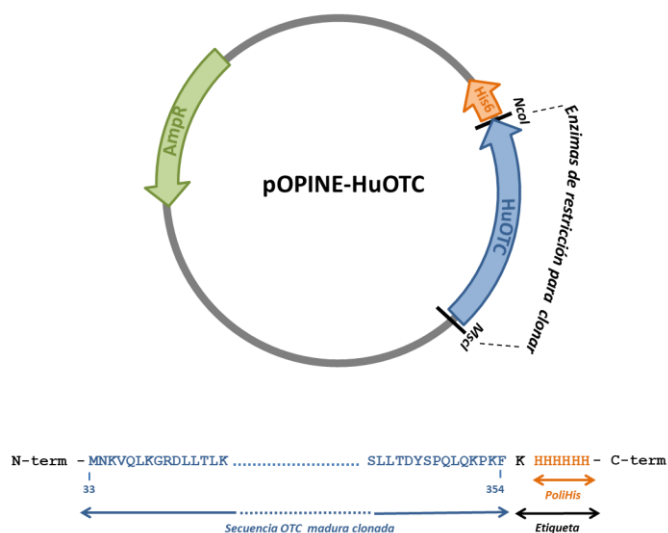 AmpR
His6
NcoI
Enzimas de restricción para clonar
pOPINE-HuOTC
HuOTC
MscI
N-term - MNKVQLKGRDLLTLK ...................... SLLTDYSPQLQKPKF K HHHHHH - C-term
33 354 PoliHis
Secuencia OTC madura clonada Etiqueta